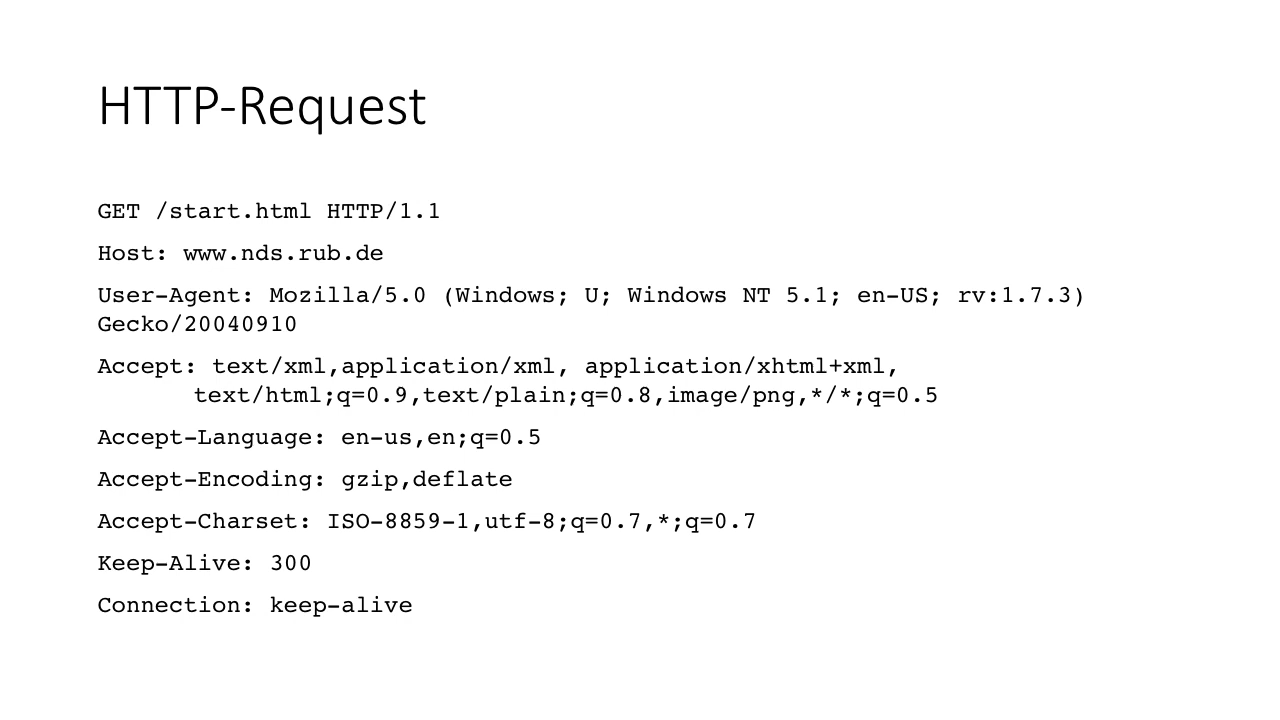 HTTP-Request
GET /start.html HTTP/1.1
Host: www.nds.rub.de
User-Agent: Mozilla/5.0 (Windows; U; Windows NT 5.1; en-US; rv:1.7.3)
Gecko/20040910
Accept: text/xml,application/xml, application/xhtml+xml,
text/html;q=0.9,text/plain;q=0.8,image/png,*/*;q=0.5
Accept-Language: en-us,en;q=0.5
Accept-Encoding: gzip,deflate
Accept-Charset: ISO-8859-1,utf-8;q=0.7,*;q=0.7
Keep-Alive: 300
Connection: keep-alive